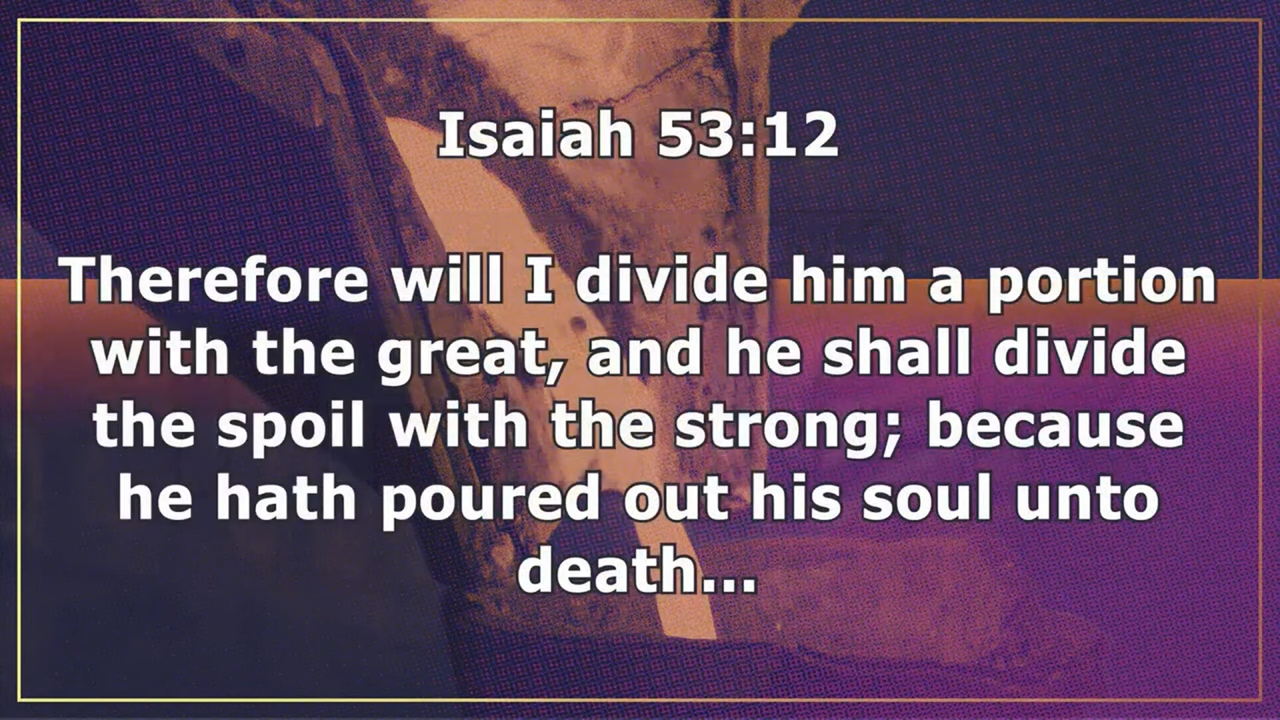 Isaiah 53:12
Therefore will I divide him a portion
with the great, and he shall divide
the spoil with the strong; because
he hath poured out his soul unto
death...